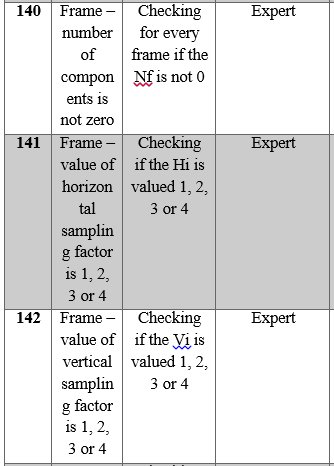 140 Frame – Checking Expert
number for every
of frame if the
compon Nf is not 0
ents is
not zero
141 Frame – Checking Expert
value of if the Hi is
horizon valued 1, 2,
tal 3 or 4
samplin
g factor
is 1, 2,
3 or 4
142 Frame – Checking Expert
value of if the Vi is
vertical valued 1, 2,
samplin 3 or 4
g factor
is 1, 2,
3 or 4